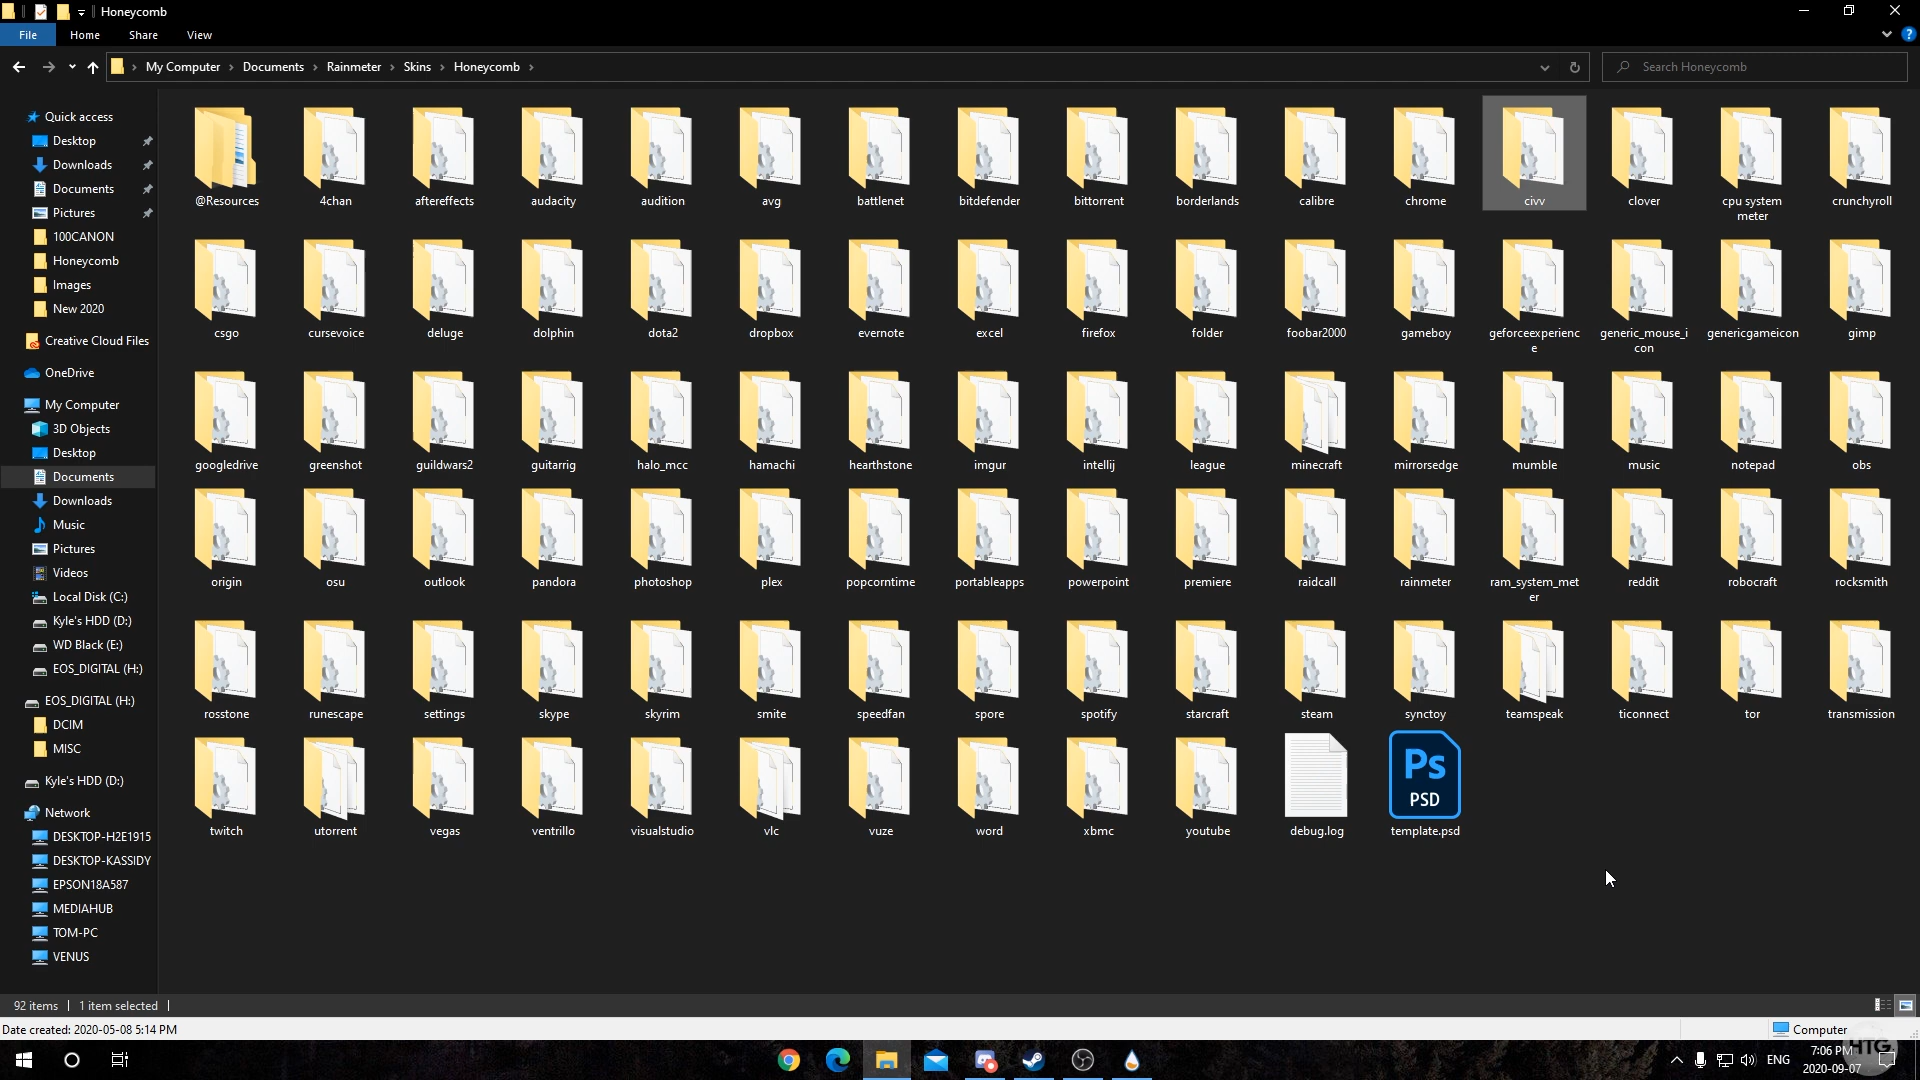 Honeycomb
File Home Share View
My Computer Documents Rainmeter Skins Honeycomb
Search Honeycomb
Quick access
Desktop
Downloads
Documents
Pictures
100CANON
Honeycomb
Images
New 2020
Creative Cloud Files
OneDrive
My Computer
3D Objects
Desktop
Documents
Downloads
Music
Pictures
Videos
Local Disk (C:)
Kyle's HDD (D:)
WD Black (E:)
EOS_DIGITAL (H:)
EOS_DIGITAL (H:)
DCIM
MISC
Kyle's HDD (D:)
Network
DESKTOP-H2E1915
DESKTOP-KASSIDY
EPSON18A587
MEDIAHUB
TOM-PC
VENUS
@Resources 4chan aftereffects audacity audition avg battlenet bitdefender bittorrent borderlands calibre chrome civv clover cpu system crunchyroll
meter
csgo cursevoice deluge dolphin dota2 dropbox evernote excel firefox folder foobar2000 gameboy geforceexperienc generic_mouse_i genericgameicon gimp
e con
googledrive greenshot guildwars2 guitarrig halo_mcc hamachi hearthstone imgur intellij league minecraft mirrorsedge mumble music notepad obs
origin osu outlook pandora photoshop plex popcorntime portableapps powerpoint premiere raidcall rainmeter ram_system_met reddit robocraft rocksmith
er
rosstone runescape settings skype skyrim smite speedfan spore spotify starcraft steam synctoy teamspeak ticonnect tor transmission
Ps
PSD
twitch utorrent vegas ventrillo visualstudio vlc vuze word xbmc youtube debug.log template.psd
92 items 1 item selected
Date created: 2020-05-08 5:14 PM
Computer
ENG
7:06 PM
2020-09-07
HTG